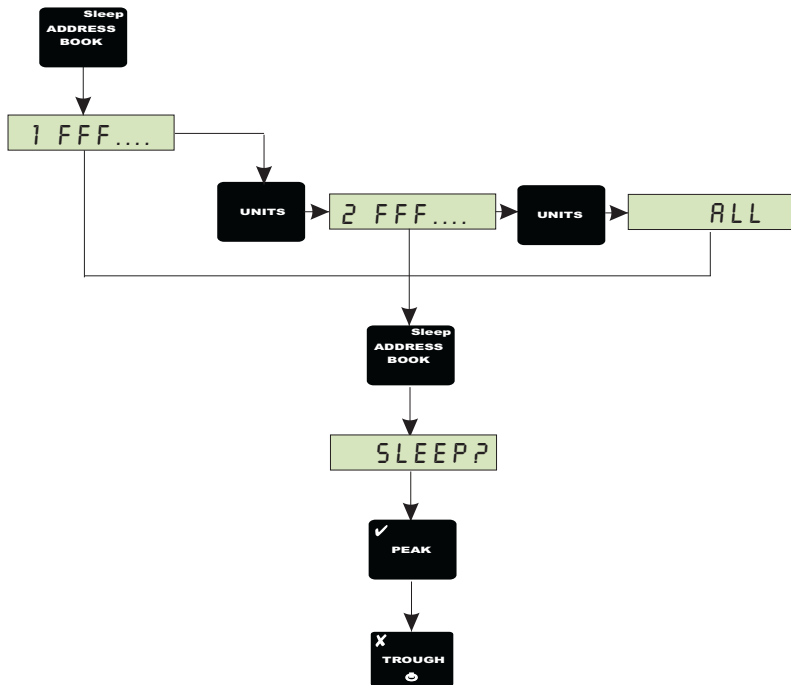 Sleep
ADDRESS
BOOK
1 FFF....
UNITS
2 FFF....
UNITS
ALL
Sleep
ADDRESS
BOOK
SLEEP?
✔
PEAK
✘
TROUGH